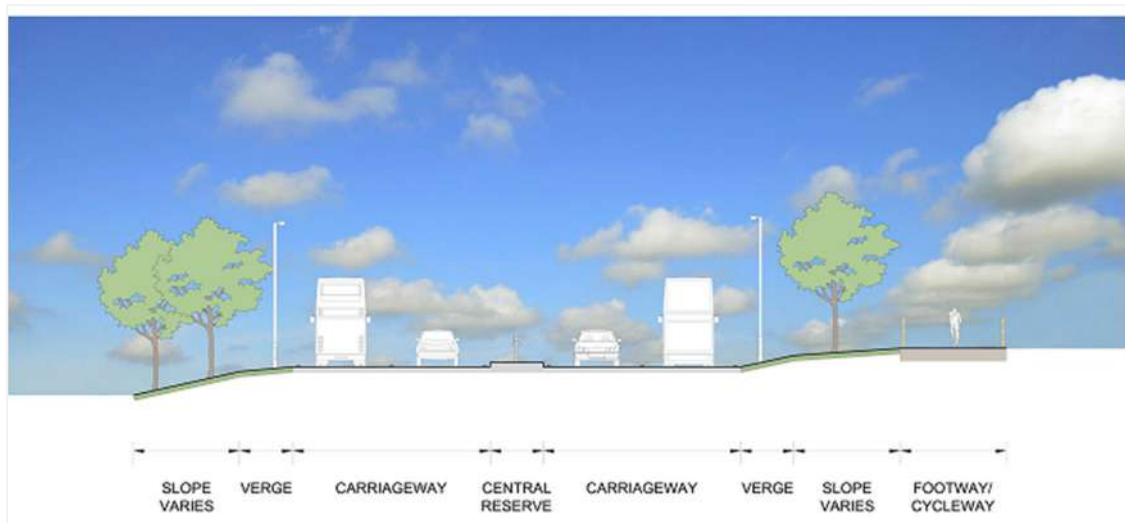 SLOPE
VARIES
VERGE
CARRIAGEWAY
CENTRAL
RESERVE
CARRIAGEWAY
VERGE
SLOPE
VARIES
FOOTWAY/
CYCLEWAY